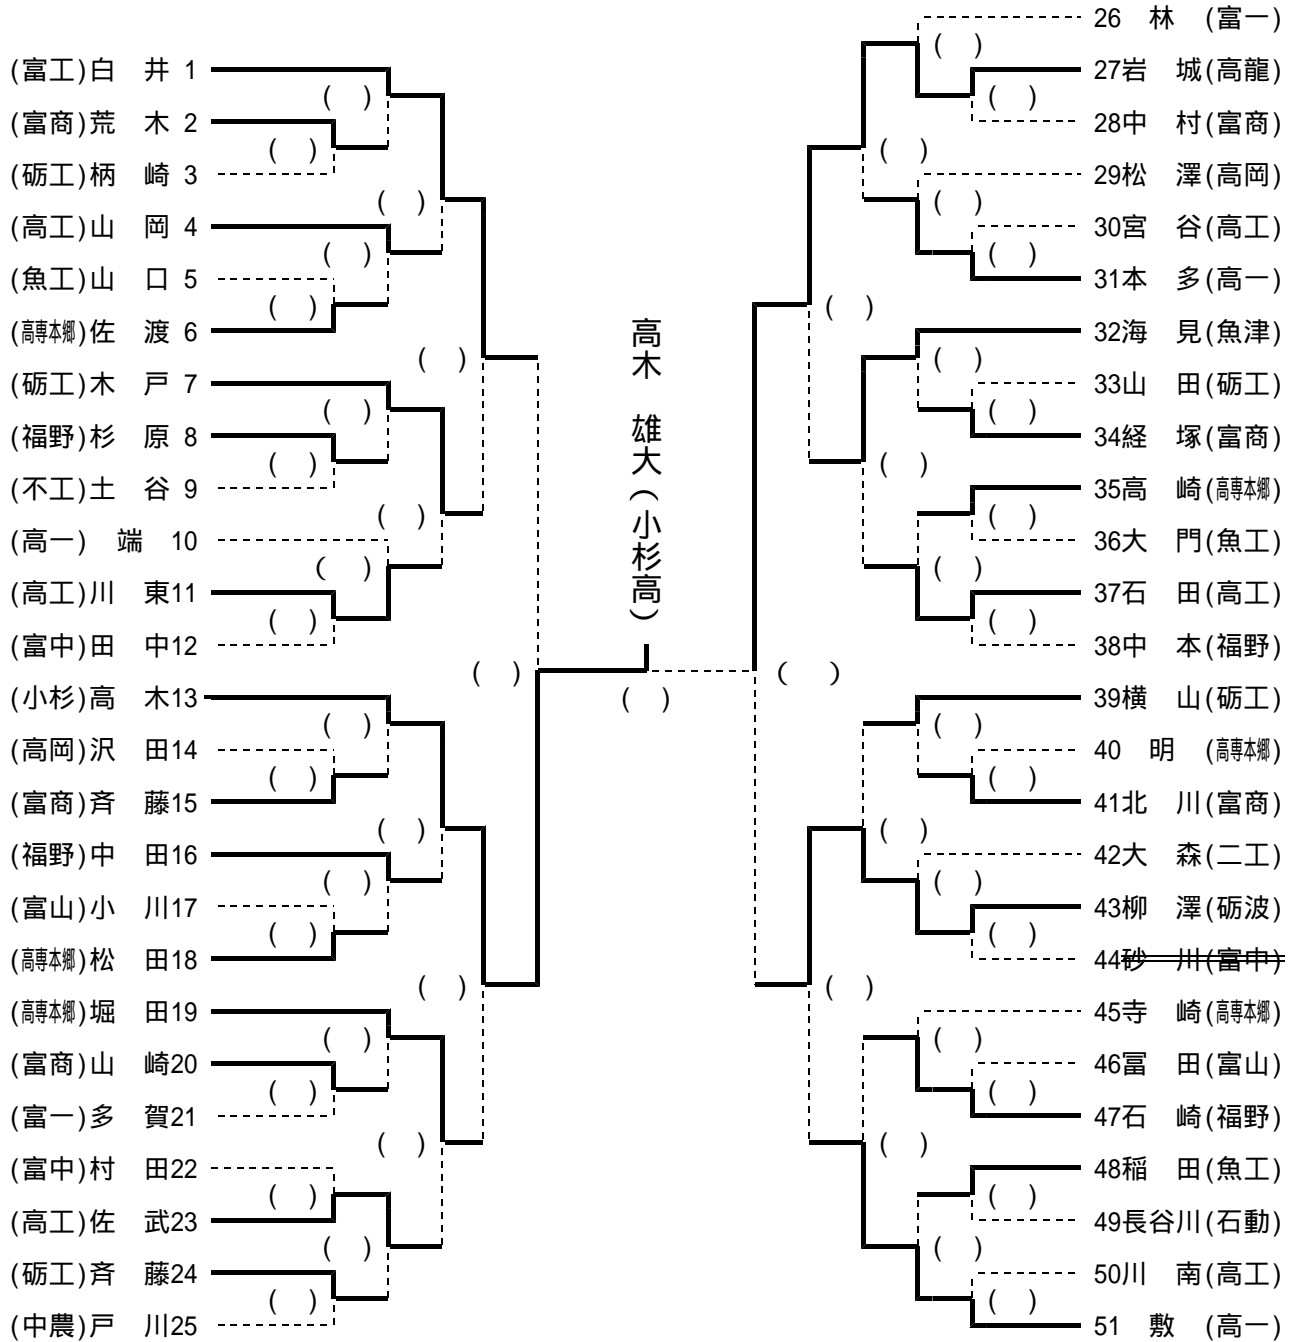 (富工)白　井 1
(富商)荒　木 2
(砺工)柄　崎 3
(高工)山　岡 4
(魚工)山　口 5
(高専本郷)佐　渡 6
(砺工)木　戸 7
(福野)杉　原 8
(不工)土　谷 9
(高一)　端　10
(高工)川　東11
(富中)田　中12
(小杉)高　木13
(高岡)沢　田14
(富商)斉　藤15
(福野)中　田16
(富山)小　川17
(高専本郷)松　田18
(高専本郷)堀　田19
(富商)山　崎20
(富一)多　賀21
(富中)村　田22
(高工)佐　武23
(砺工)斉　藤24
(中農)戸　川25
高木　雄大(小杉高)
26　林　(富一)
27岩　城(高龍)
28中　村(富商)
29松　澤(高岡)
30宮　谷(高工)
31本　多(高一)
32海　見(魚津)
33山　田(砺工)
34経　塚(富商)
35高　崎(高専本郷)
36大　門(魚工)
37石　田(高工)
38中　本(福野)
39横　山(砺工)
40　明　(高専本郷)
41北　川(富商)
42大　森(二工)
43柳　澤(砺波)
44砂　川(富中)
45寺　崎(高専本郷)
46冨　田(富山)
47石　崎(福野)
48稲　田(魚工)
49長谷川(石動)
50川　南(高工)
51　敷　(高一)